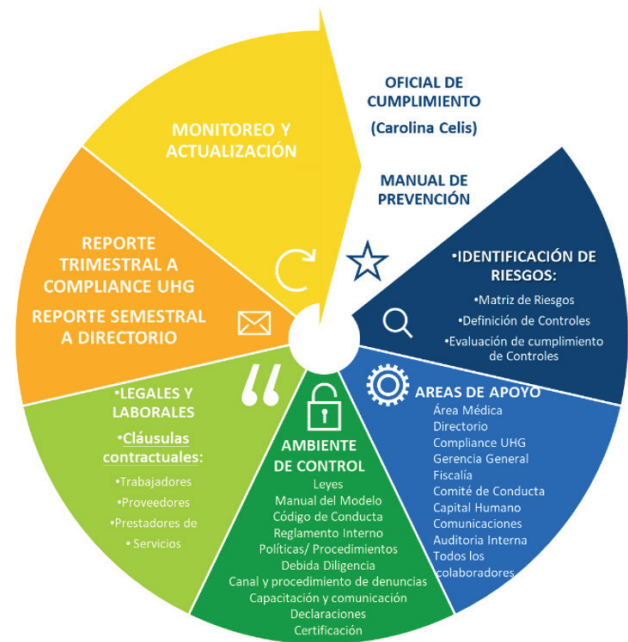 OFICIAL DE
CUMPLIMIENTO
(Carolina Celis)
MANUAL DE
PREVENCIÓN
•IDENTIFICACIÓN DE
RIESGOS:
•Matriz de Riesgos
•Definición de Controles
•Evaluación de cumplimiento
de Controles
AREAS DE APOYO
Área Médica
Directorio
Compliance UHG
Gerencia General
Fiscalía
Comité de Conducta
Capital Humano
Comunicaciones
Auditoria Interna
Todos los
colaboradores
AMBIENTE
DE CONTROL
Leyes
Manual del Modelo
Código de Conducta
Reglamento Interno
Políticas/ Procedimientos
Debida Diligencia
Canal y procedimiento de denuncias
Capacitación y comunicación
Declaraciones
Certificación
•LEGALES Y
LABORALES
•Cláusulas
contractuales:
•Trabajadores
•Proveedores
•Prestadores de
Servicios
REPORTE
TRIMESTRAL A
COMPLIANCE UHG
REPORTE SEMESTRAL
A DIRECTORIO
MONITOREO Y
ACTUALIZACIÓN